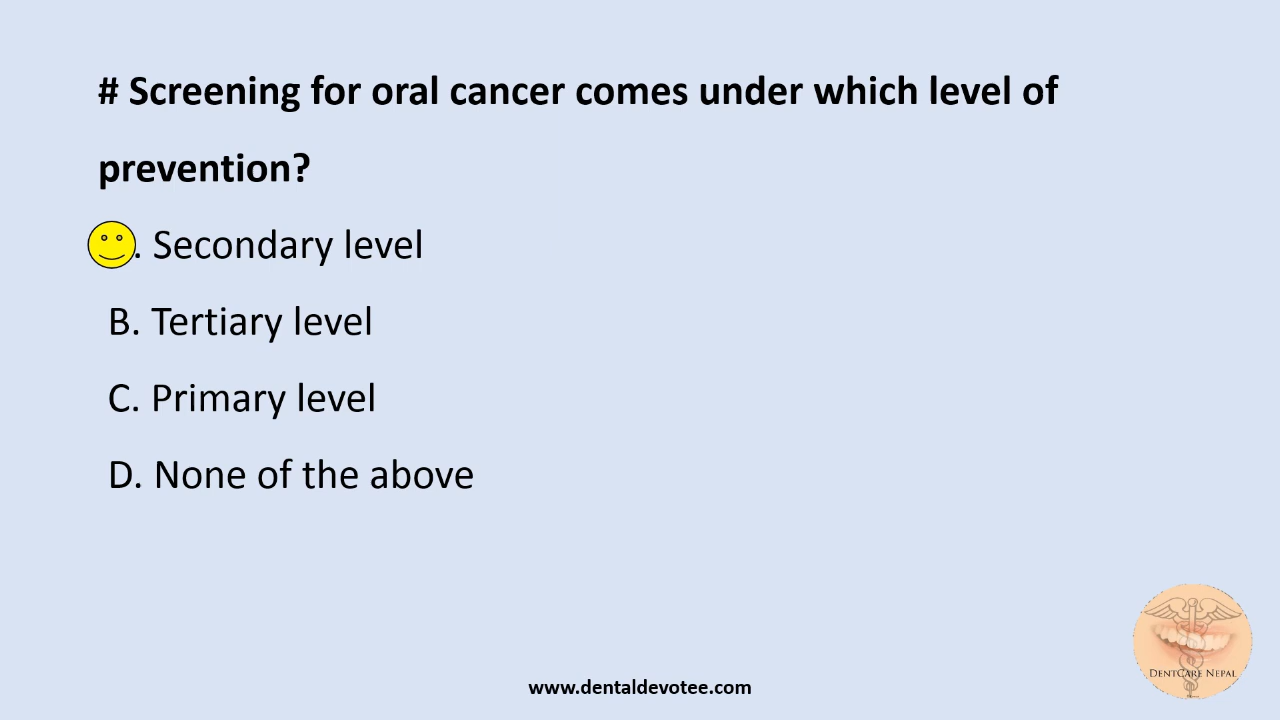 # Screening for oral cancer comes under which level of
prevention?
. Secondary level
B. Tertiary level
C. Primary level
D. None of the above
DentCare Nepal
www.dentaldevotee.com